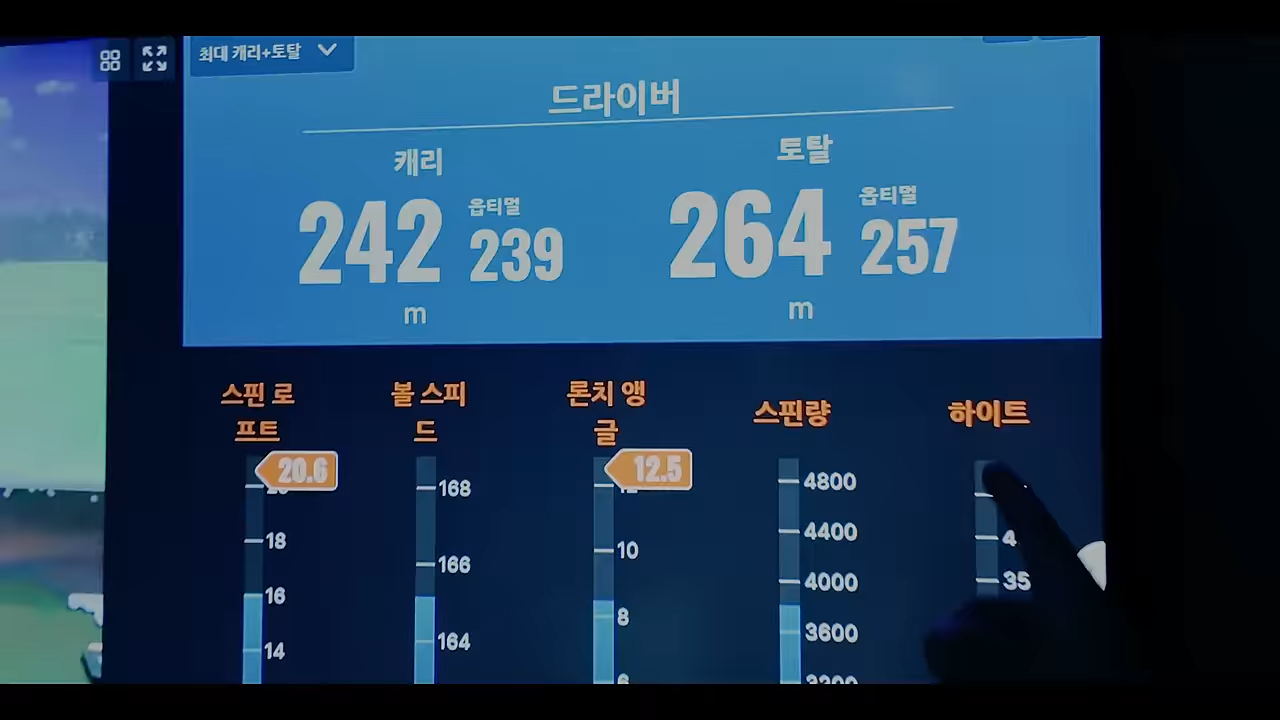 최대 캐리+토탈
드라이버
캐리
토탈
242
옵티멀
239
264
옵티멀
257
m
m
스핀 로
프트
볼 스피
드
론치 앵
글
스핀량
하이트
20.6
18
16
14
168
166
164
12.5
10
8
4800
4400
4000
3600
35